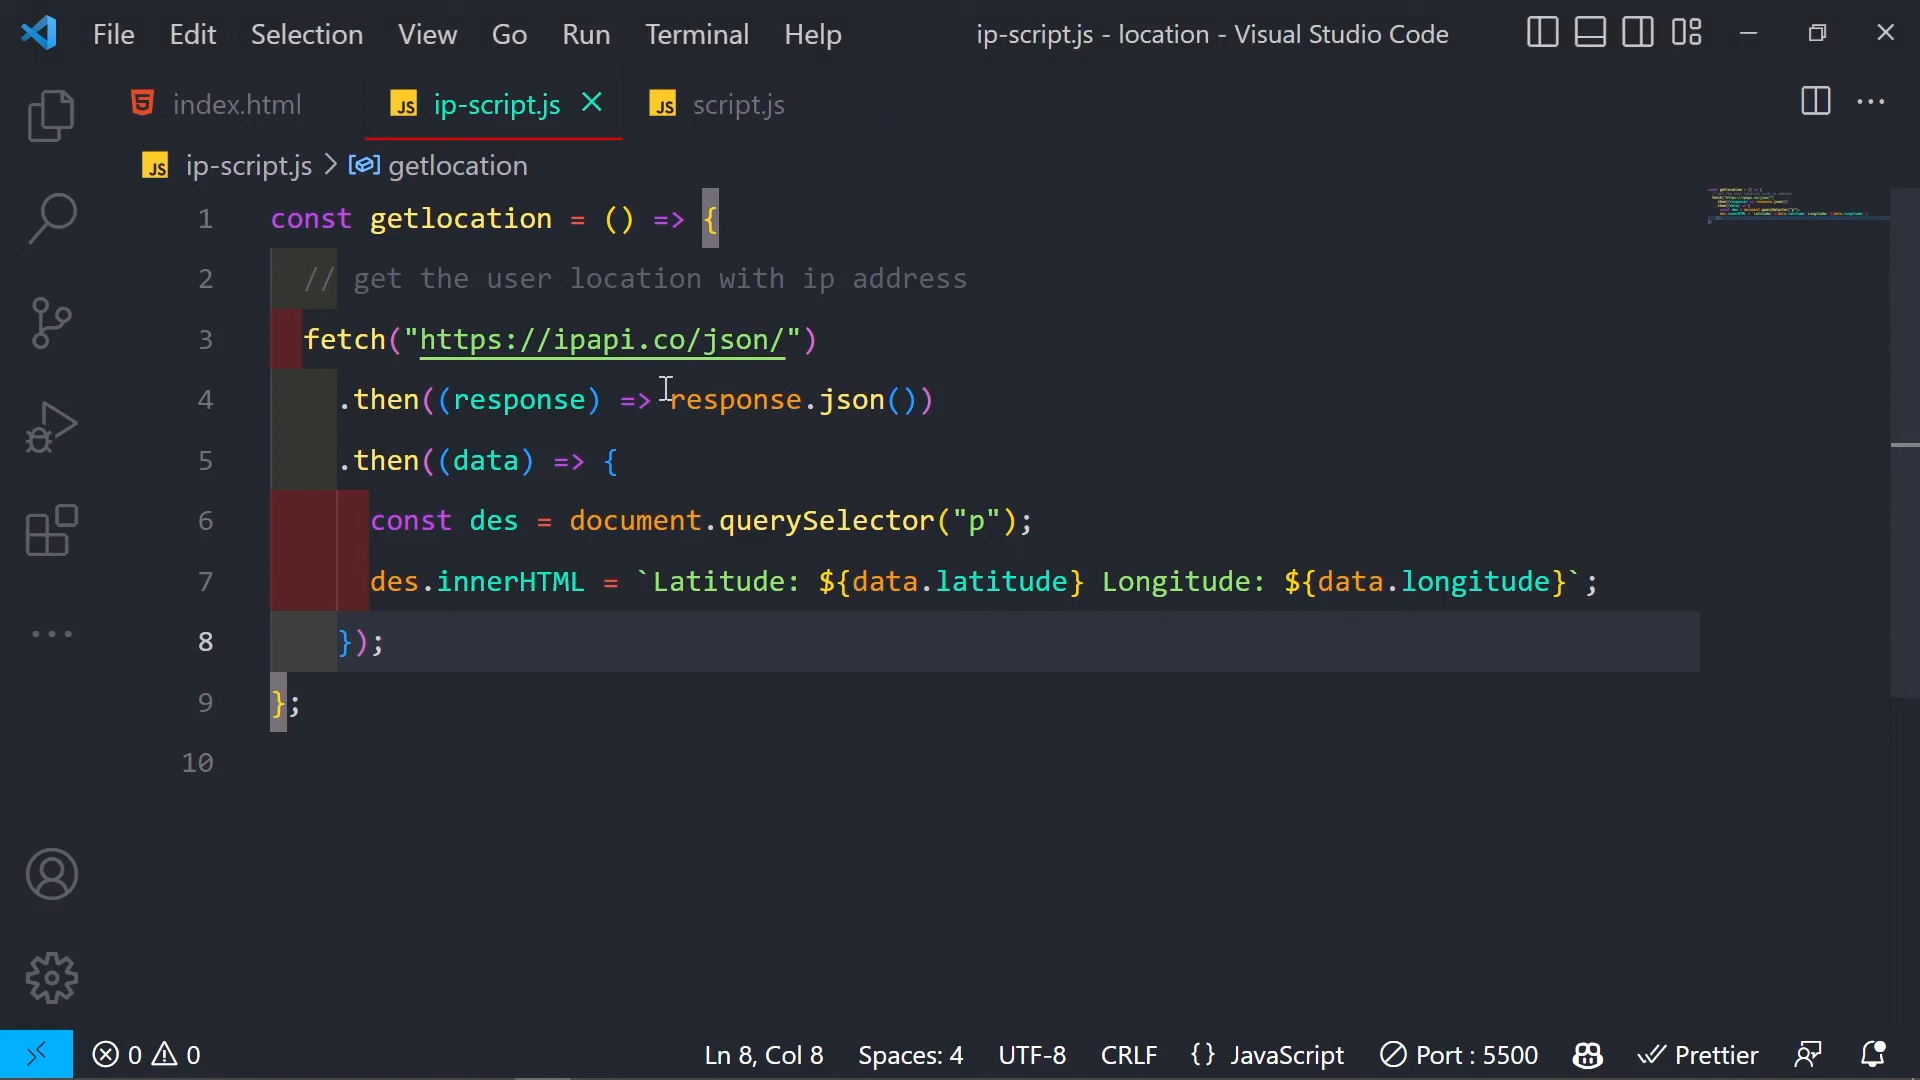 File Edit Selection View Go Run Terminal Help ip-script.js - location - Visual Studio Code
index.html JS ip-script.js JS script.js
JS ip-script.js > getlocation
1 const getlocation = () => {
2 // get the user location with ip address
3 fetch("https://ipapi.co/json/")
4 .then((response) => response.json())
5 .then((data) => {
6 const des = document.querySelector("p");
7 des.innerHTML = `Latitude: ${data.latitude} Longitude: ${data.longitude}`;
8 });
9 };
10
0 0 Ln 8, Col 8 Spaces: 4 UTF-8 CRLF {} JavaScript Port : 5500 Prettier